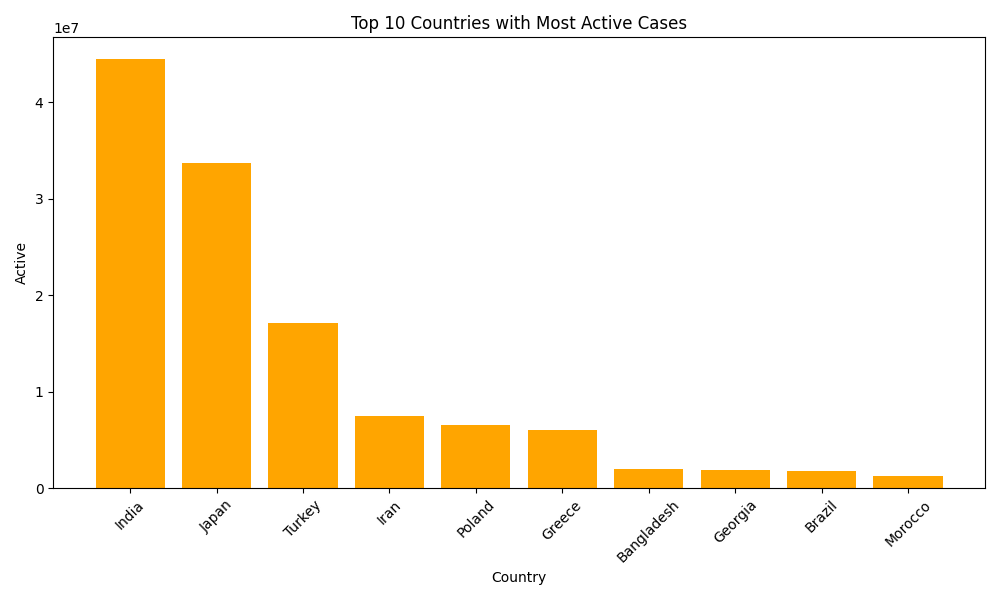 Top 10 Countries with Most Active Cases
1e7
4
3
2
1
0
Active
India
Japan
Turkey
Iran
Poland
Greece
Bangladesh
Georgia
Brazil
Morocco
Country